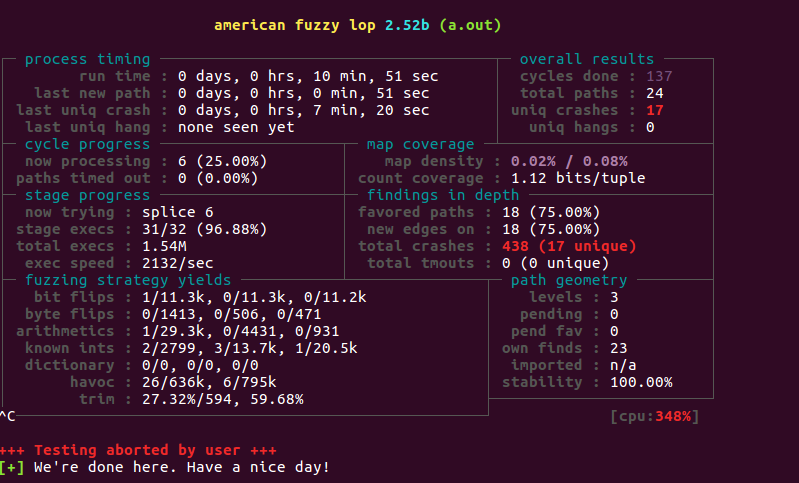 american fuzzy lop 2.52b (a.out)
process timing overall results
run time : 0 days, 0 hrs, 10 min, 51 sec cycles done : 137
last new path : 0 days, 0 hrs, 0 min, 51 sec total paths : 24
last uniq crash : 0 days, 0 hrs, 7 min, 20 sec uniq crashes : 17
last uniq hang : none seen yet uniq hangs : 0
cycle progress map coverage
now processing : 6 (25.00%) map density : 0.02% / 0.08%
paths timed out : 0 (0.00%) count coverage : 1.12 bits/tuple
stage progress findings in depth
now trying : splice 6 favored paths : 18 (75.00%)
stage execs : 31/32 (96.88%) new edges on : 18 (75.00%)
total execs : 1.54M total crashes : 438 (17 unique)
exec speed : 2132/sec total tmouts : 0 (0 unique)
fuzzing strategy yields path geometry
bit flips : 1/11.3k, 0/11.3k, 0/11.2k levels : 3
byte flips : 0/1413, 0/506, 0/471 pending : 0
arithmetics : 1/29.3k, 0/4431, 0/931 pend fav : 0
known ints : 2/2799, 3/13.7k, 1/20.5k own finds : 23
dictionary : 0/0, 0/0, 0/0 imported : n/a
havoc : 26/636k, 6/795k stability : 100.00%
trim : 27.32%/594, 59.68%
^C [cpu:348%]
+++ Testing aborted by user +++
[+] We're done here. Have a nice day!